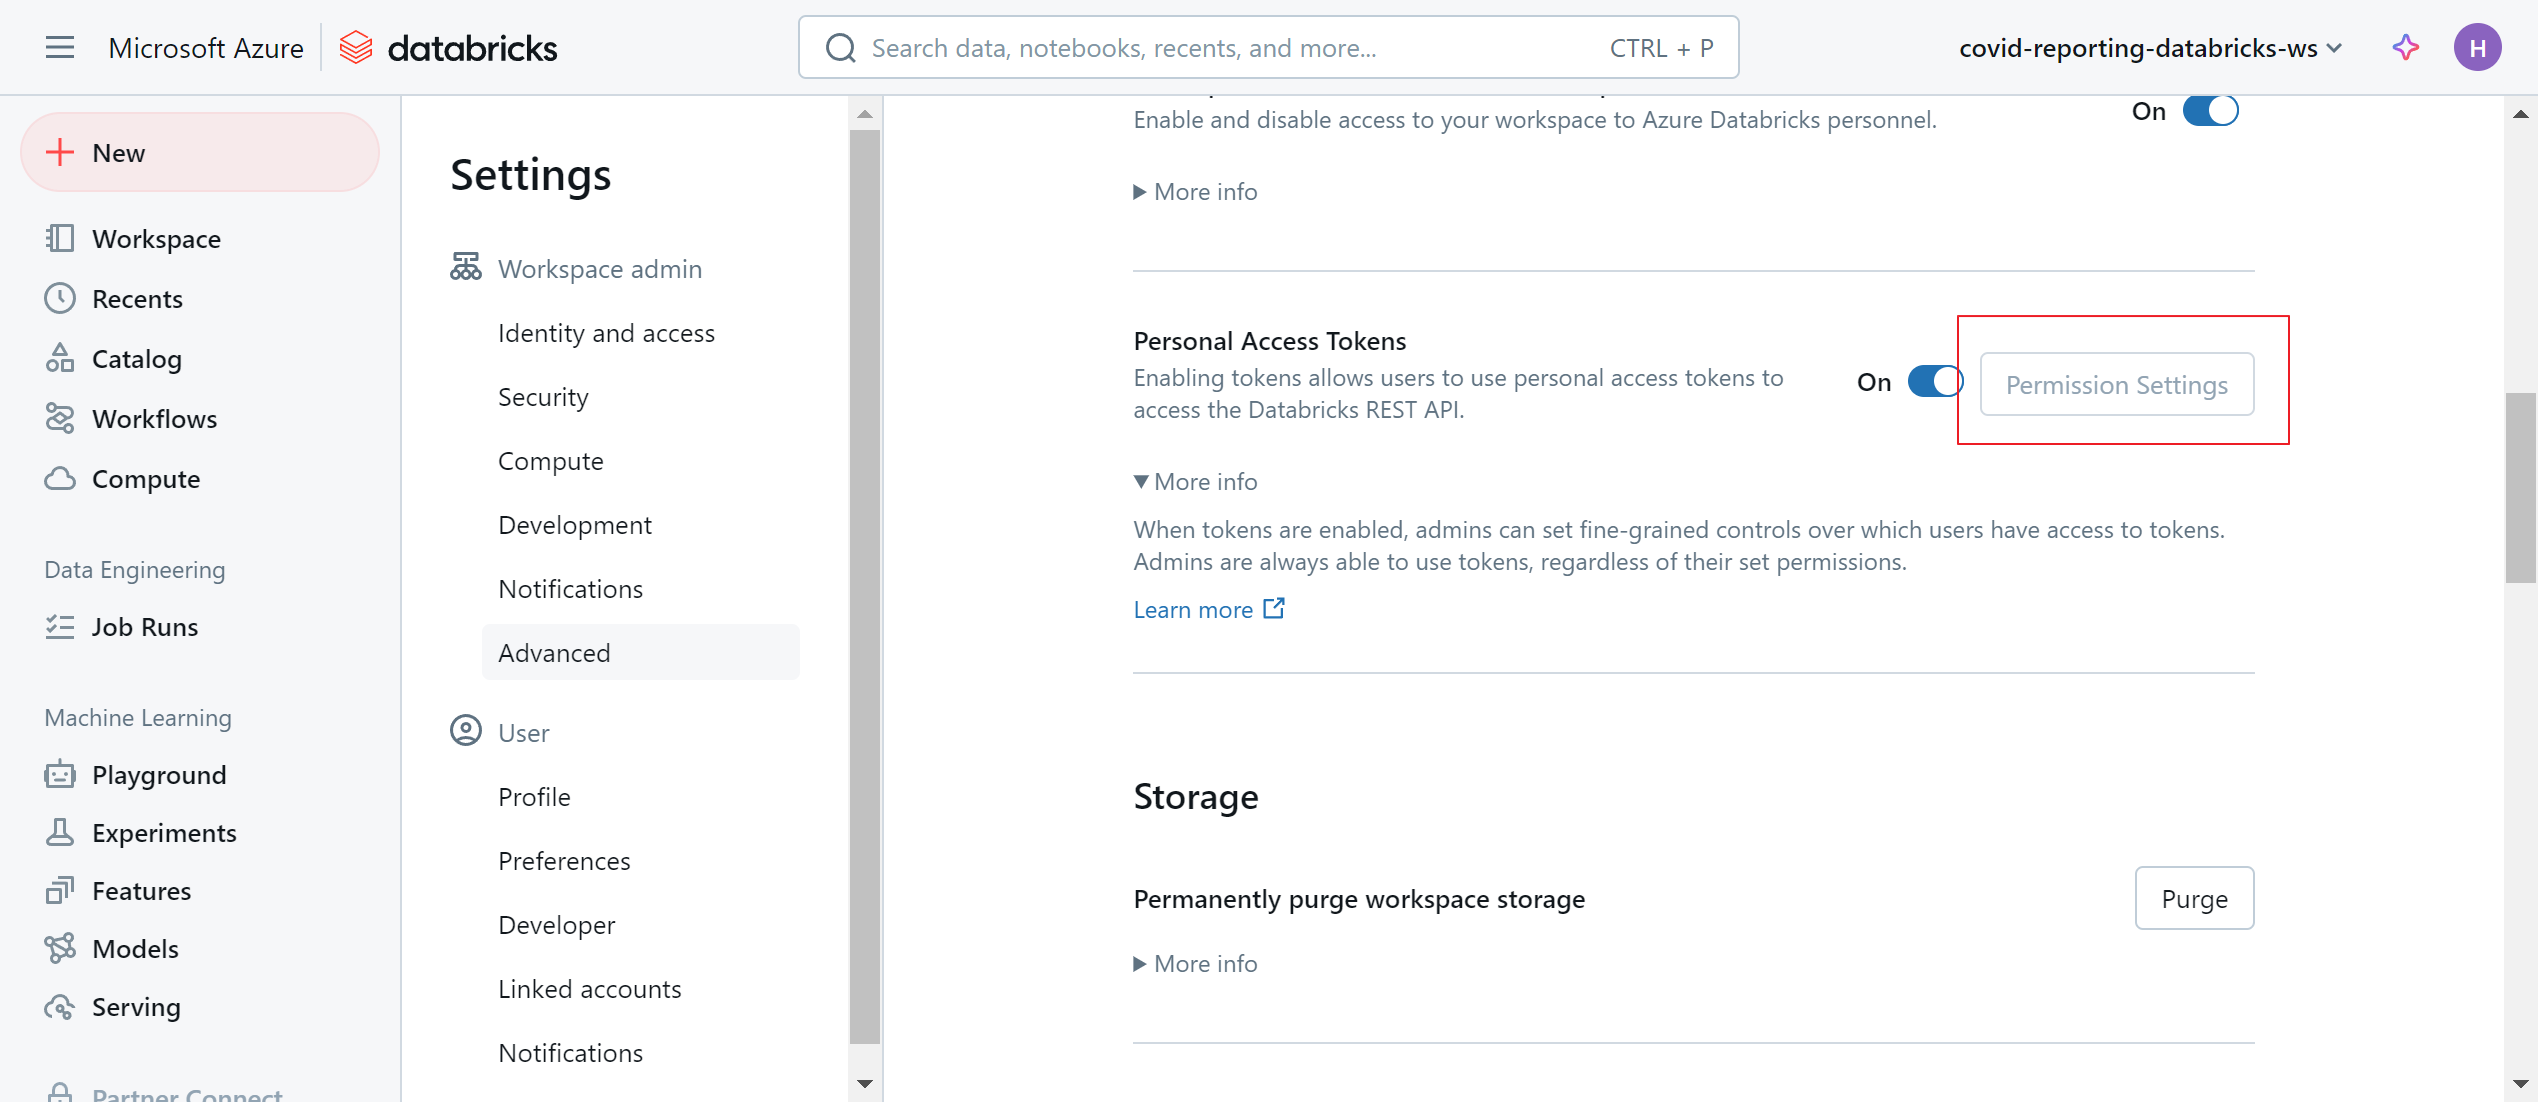 Microsoft Azure databricks
Search data, notebooks, recents, and more... CTRL + P
covid-reporting-databricks-ws
H
New
Workspace
Recents
Catalog
Workflows
Compute
Data Engineering
Job Runs
Machine Learning
Playground
Experiments
Features
Models
Serving
Partner Connect
Settings
Workspace admin
Identity and access
Security
Compute
Development
Notifications
Advanced
User
Profile
Preferences
Developer
Linked accounts
Notifications
Enable and disable access to your workspace to Azure Databricks personnel.
On
More info
Personal Access Tokens
Enabling tokens allows users to use personal access tokens to
access the Databricks REST API.
On
Permission Settings
More info
When tokens are enabled, admins can set fine-grained controls over which users have access to tokens.
Admins are always able to use tokens, regardless of their set permissions.
Learn more
Storage
Permanently purge workspace storage
Purge
More info